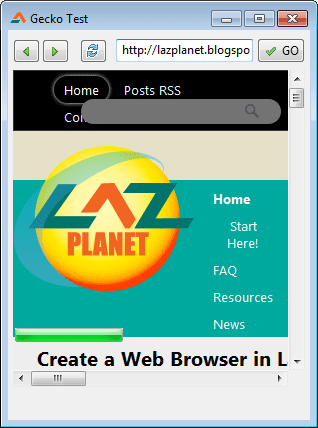 Gecko Test
http://lazplanet.blogspo
GO
Home
Posts RSS
LAZ
PLANET
Home
Start
Here!
FAQ
Resources
News
Create a Web Browser in L